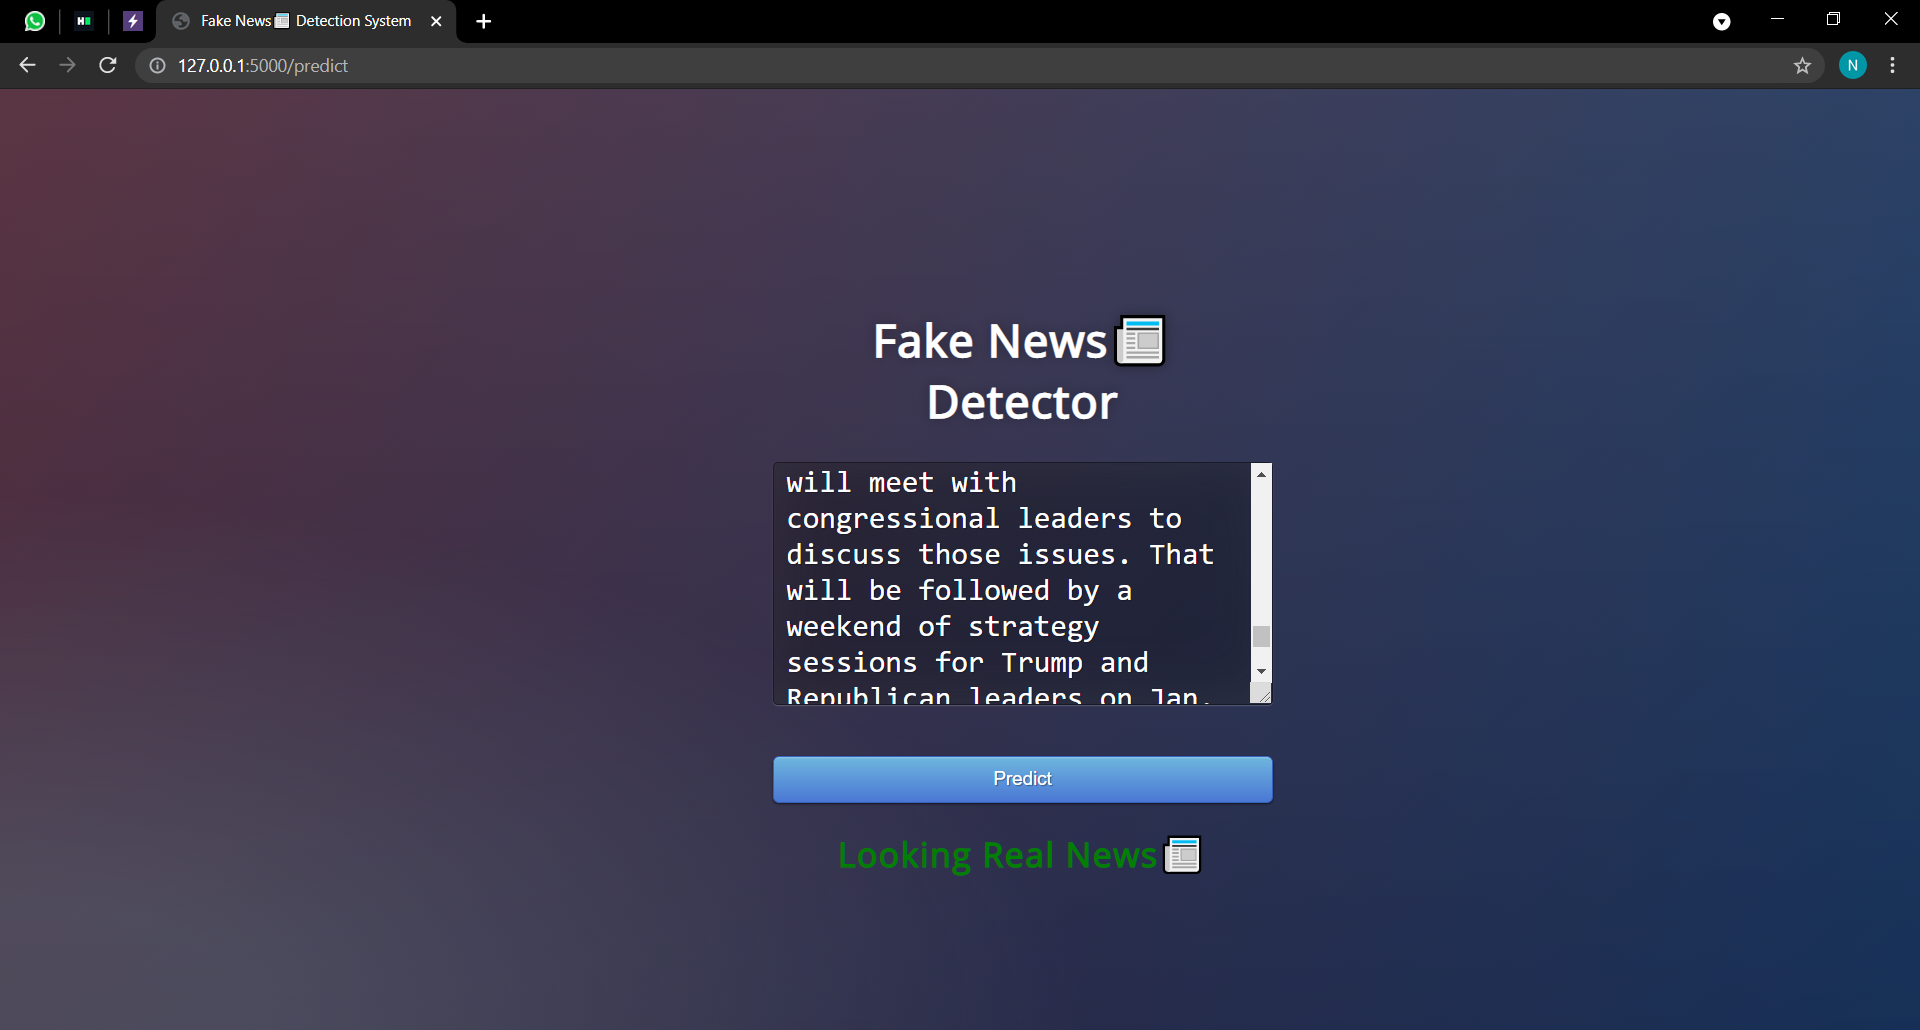 Fake News📰 Detection System
127.0.0.1:5000/predict
N
Fake News📰
Detector
will meet with
congressional leaders to
discuss those issues. That
will be followed by a
weekend of strategy
sessions for Trump and
Republican leaders on Jan.
Predict
Looking Real News📰